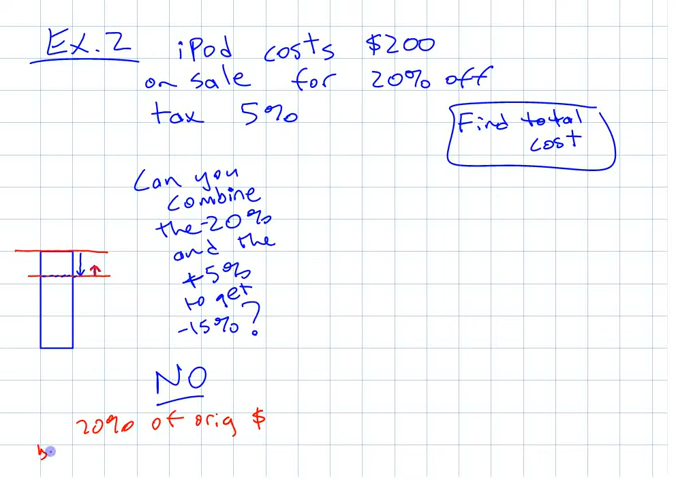 Ex. 2 iPod costs $200
on sale for 20% off
tax 5%
Find total
cost
Can you
combine
the -20%
and the
+5%
to get
-15%?
NO
20% of orig $